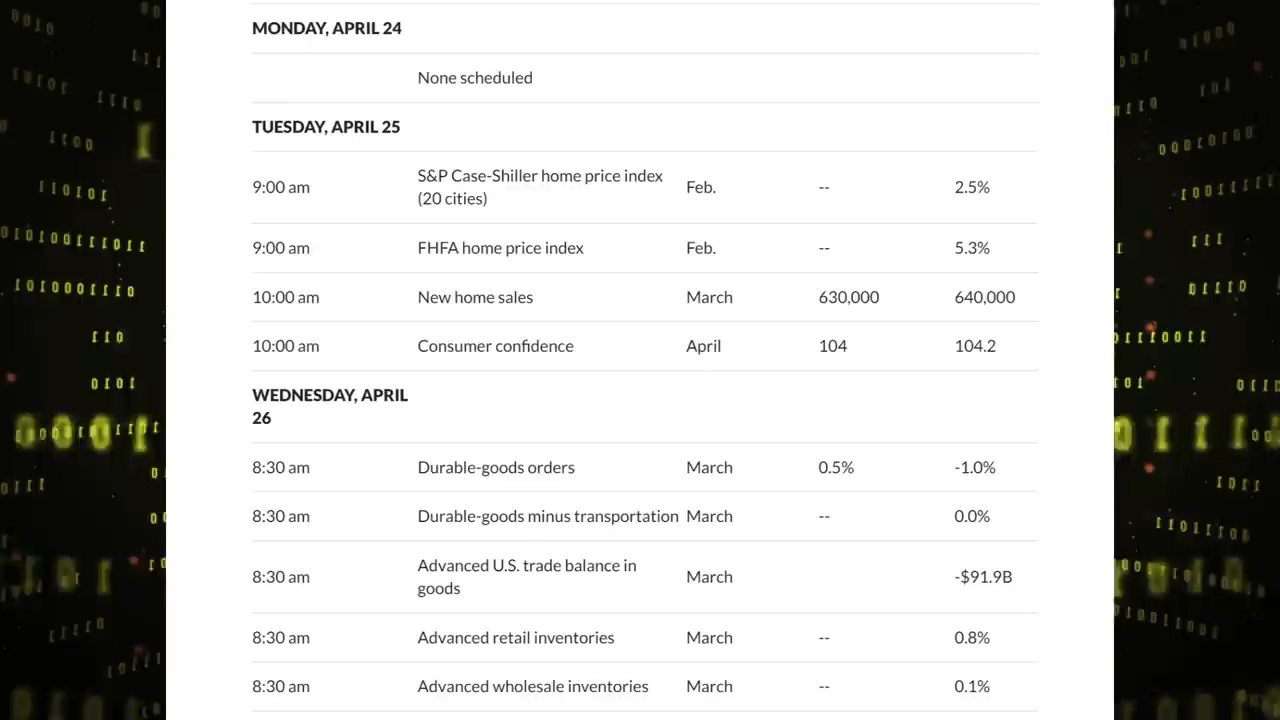 MONDAY, APRIL 24
None scheduled
TUESDAY, APRIL 25
9:00 am S&P Case-Shiller home price index (20 cities) Feb. -- 2.5%
9:00 am FHFA home price index Feb. -- 5.3%
10:00 am New home sales March 630,000 640,000
10:00 am Consumer confidence April 104 104.2
WEDNESDAY, APRIL
26
8:30 am Durable-goods orders March 0.5% -1.0%
8:30 am Durable-goods minus transportation March -- 0.0%
8:30 am Advanced U.S. trade balance in goods March -$91.9B
8:30 am Advanced retail inventories March -- 0.8%
8:30 am Advanced wholesale inventories March -- 0.1%